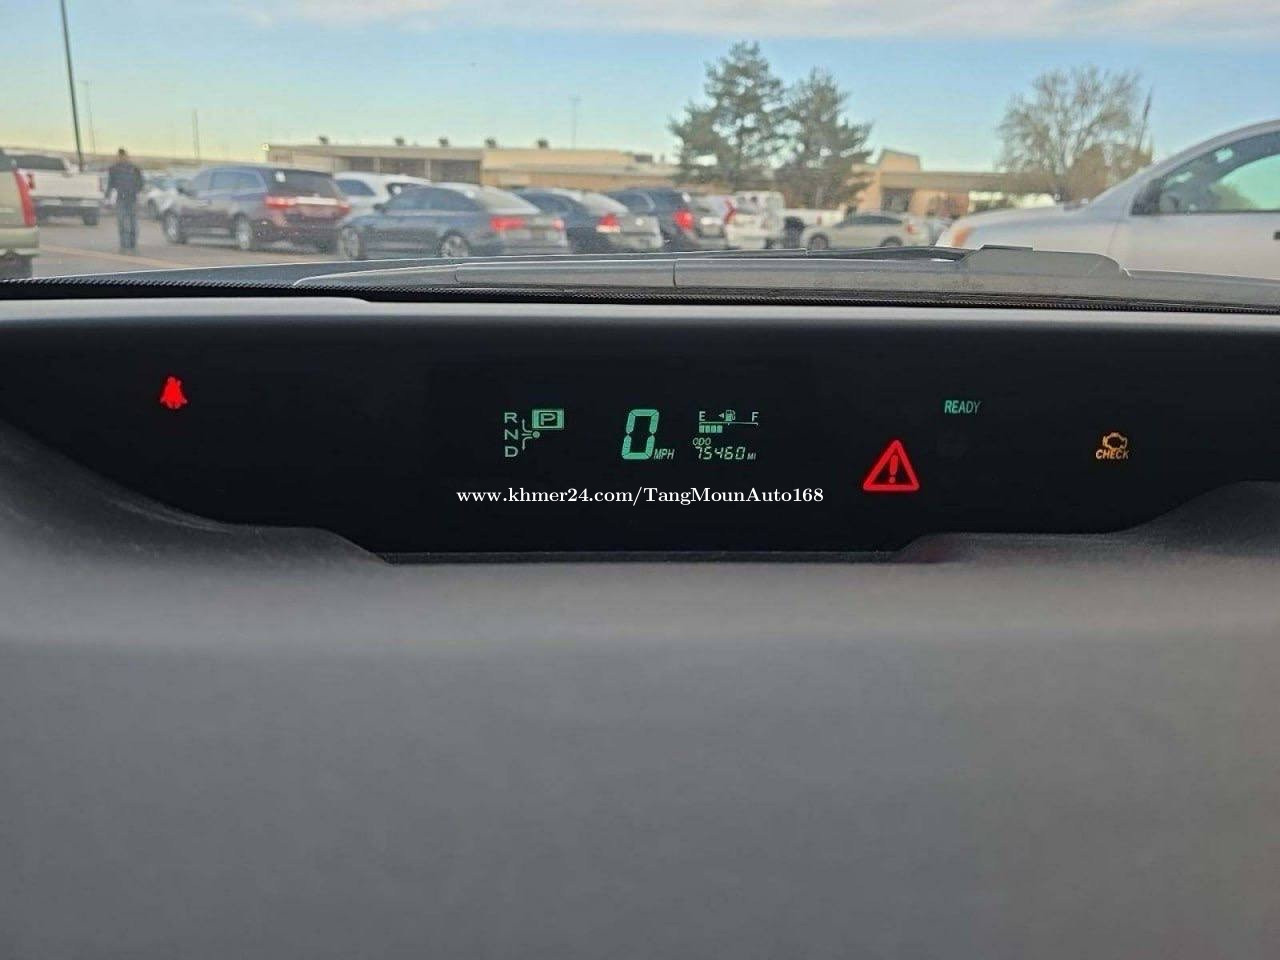 READY
R P
N
D
0 MPH
E F
ODO
75460 MI
CHECK
www.khmer24.com/TangMounAuto168